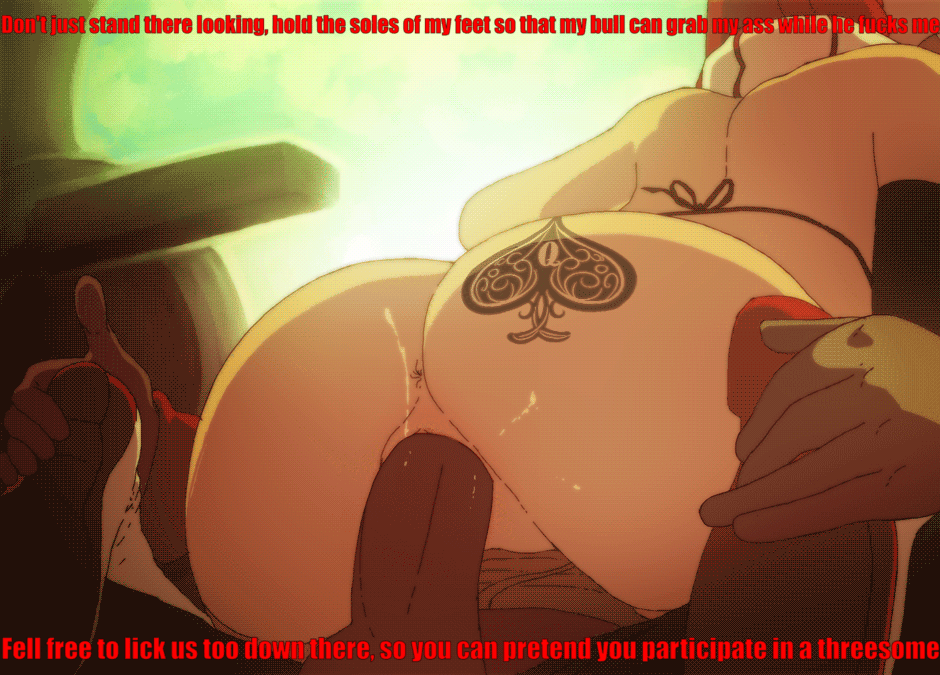 Don't just stand there looking, hold the soles of my feet so that my bull can grab my ass while he fucks me
Q
Fell free to lick us too down there, so you can pretend you participate in a threesome